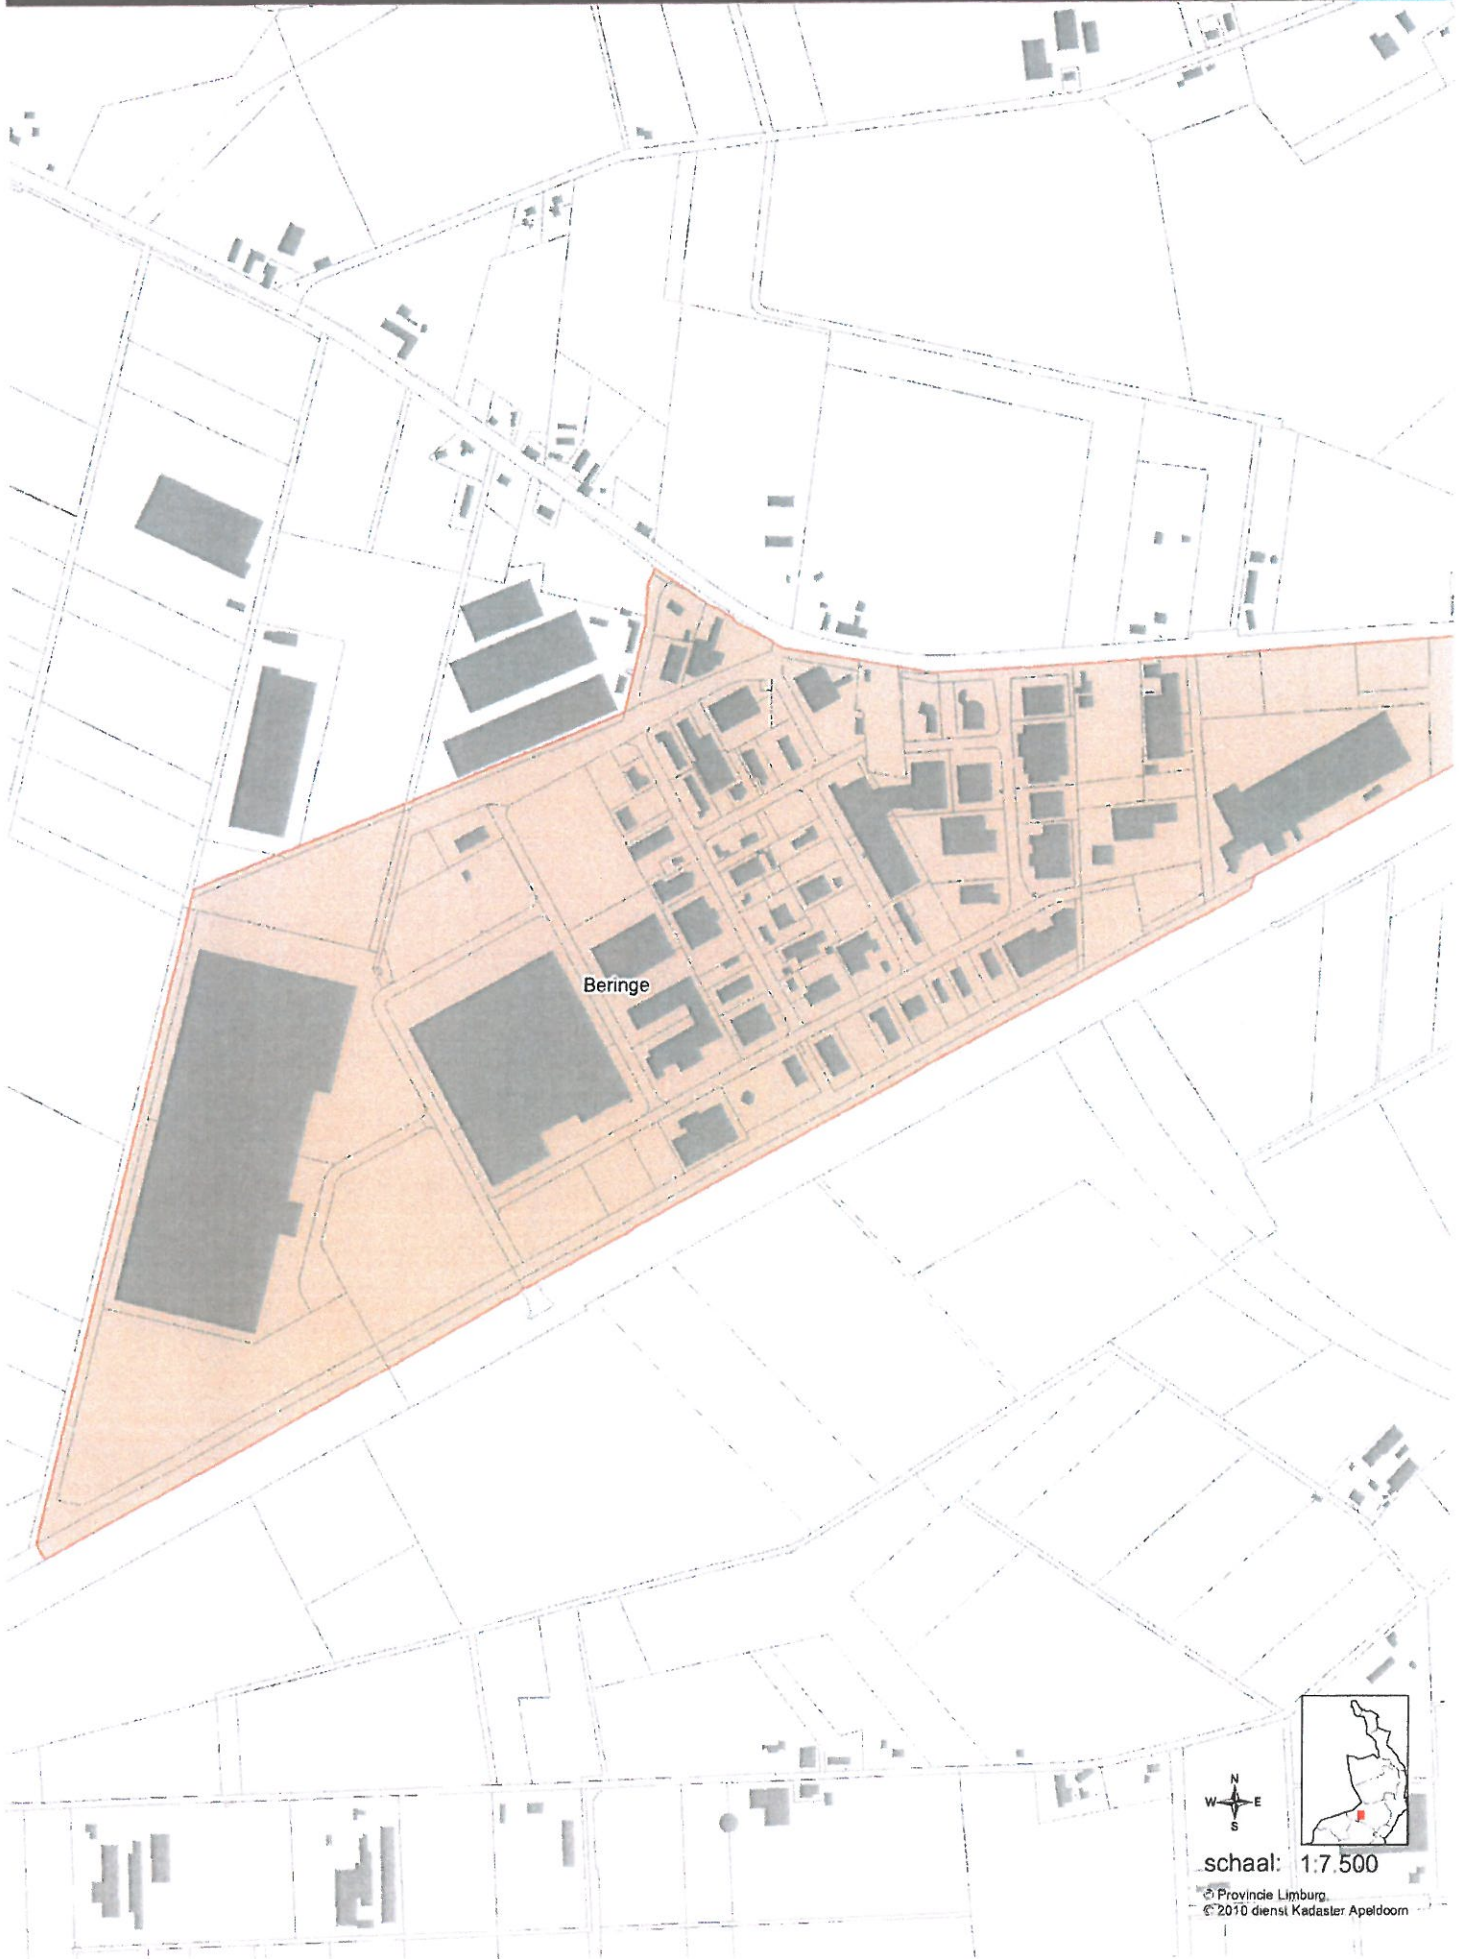 Beringe
N
W E
S
schaal: 1:7.500
© Provincie Limburg,
© 2010 dienst Kadaster Apeldoorn